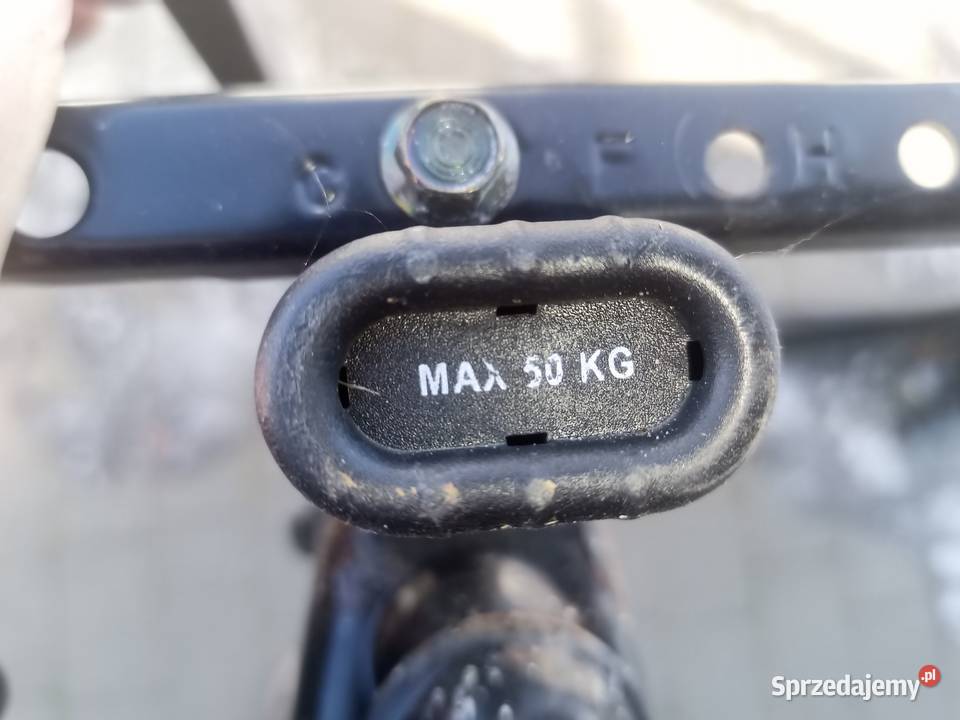 C E H
MAX 50 KG
Sprzedajemy.pl